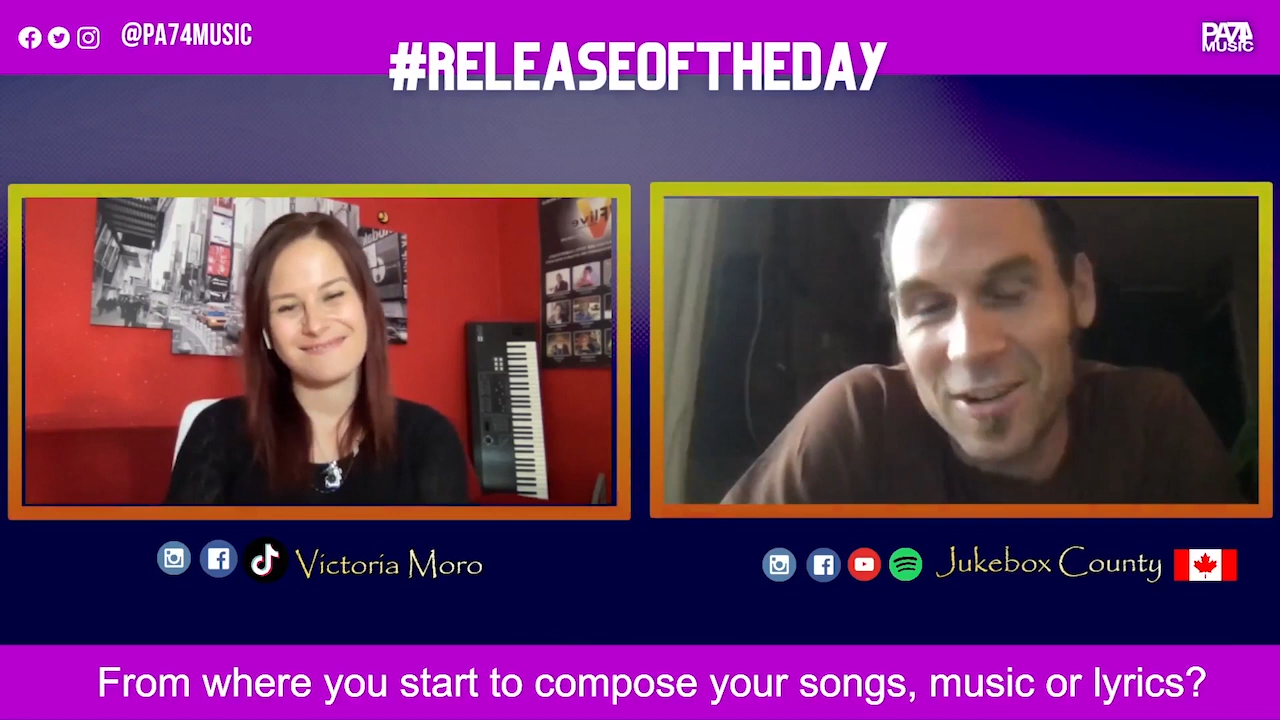 @PA74MUSIC
PA74
MUSIC
#RELEASEOFTHEDAY
Victoria Moro
Jukebox County
From where you start to compose your songs, music or lyrics?